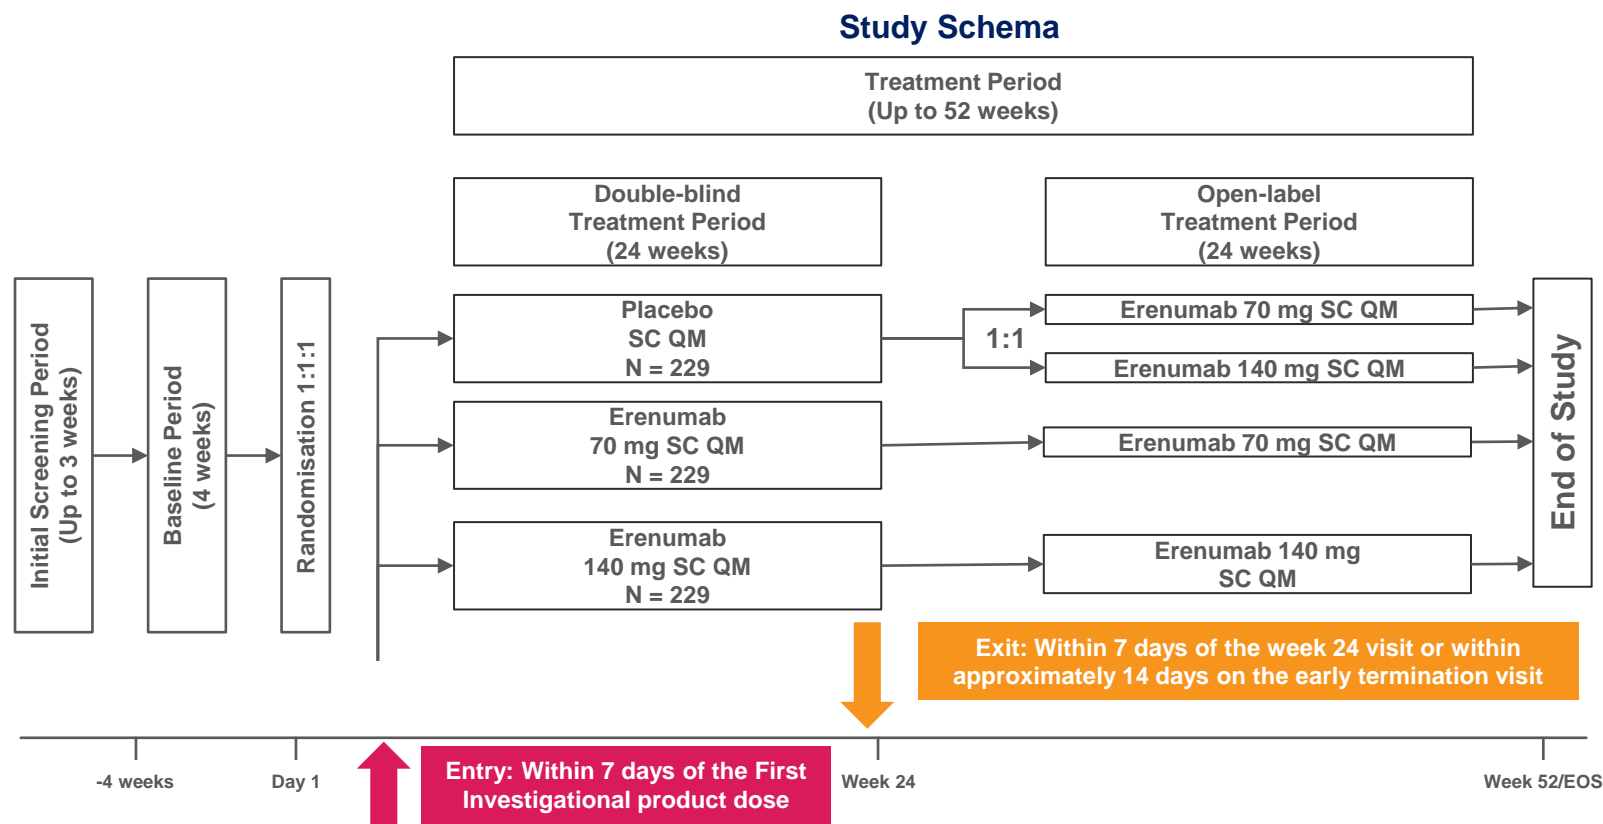 Study Schema
Treatment Period
(Up to 52 weeks)
Double-blind
Treatment Period
(24 weeks)
Open-label
Treatment Period
(24 weeks)
Initial Screening Period
(Up to 3 weeks)
Baseline Period
(4 weeks)
Randomisation 1:1:1
Placebo
SC QM
N = 229
1:1
Erenumab 70 mg SC QM
Erenumab 140 mg SC QM
Erenumab
70 mg SC QM
N = 229
Erenumab 70 mg SC QM
Erenumab
140 mg SC QM
N = 229
Erenumab 140 mg
SC QM
End of Study
Exit: Within 7 days of the week 24 visit or within
approximately 14 days on the early termination visit
-4 weeks
Day 1
Entry: Within 7 days of the First
Investigational product dose
Week 24
Week 52/EOS